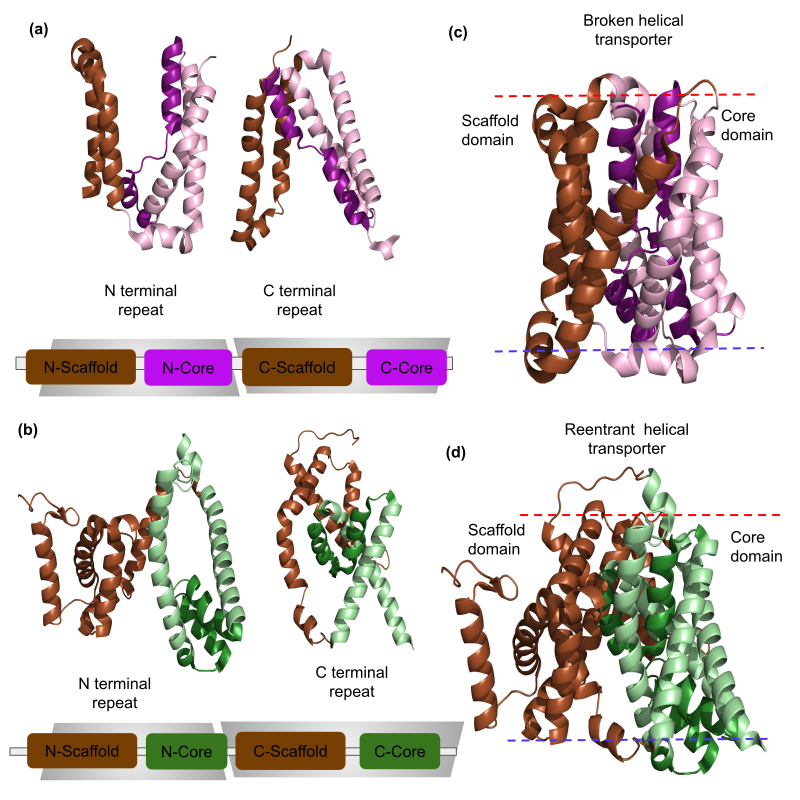 (a)
N terminal
repeat
C terminal
repeat
N-Scaffold
N-Core
C-Scaffold
C-Core
(c)
Broken helical
transporter
Scaffold
domain
Core
domain
(b)
N terminal
repeat
C terminal
repeat
N-Scaffold
N-Core
C-Scaffold
C-Core
(d)
Reentrant helical
transporter
Scaffold
domain
Core
domain